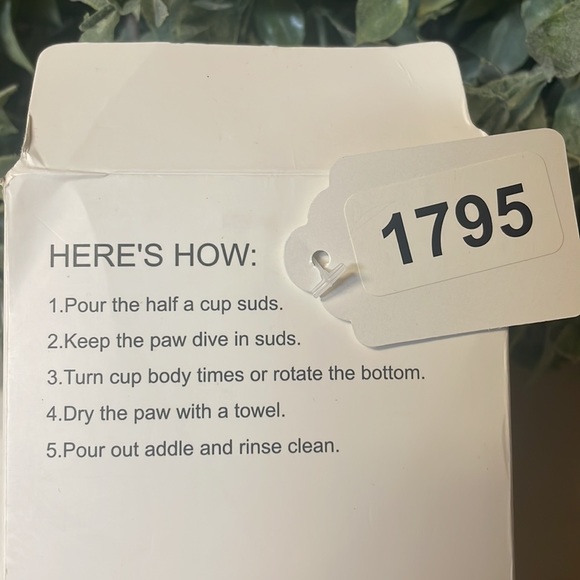 1795
HERE'S HOW:
1.Pour the half a cup suds.
2.Keep the paw dive in suds.
3.Turn cup body times or rotate the bottom.
4.Dry the paw with a towel.
5.Pour out addle and rinse clean.